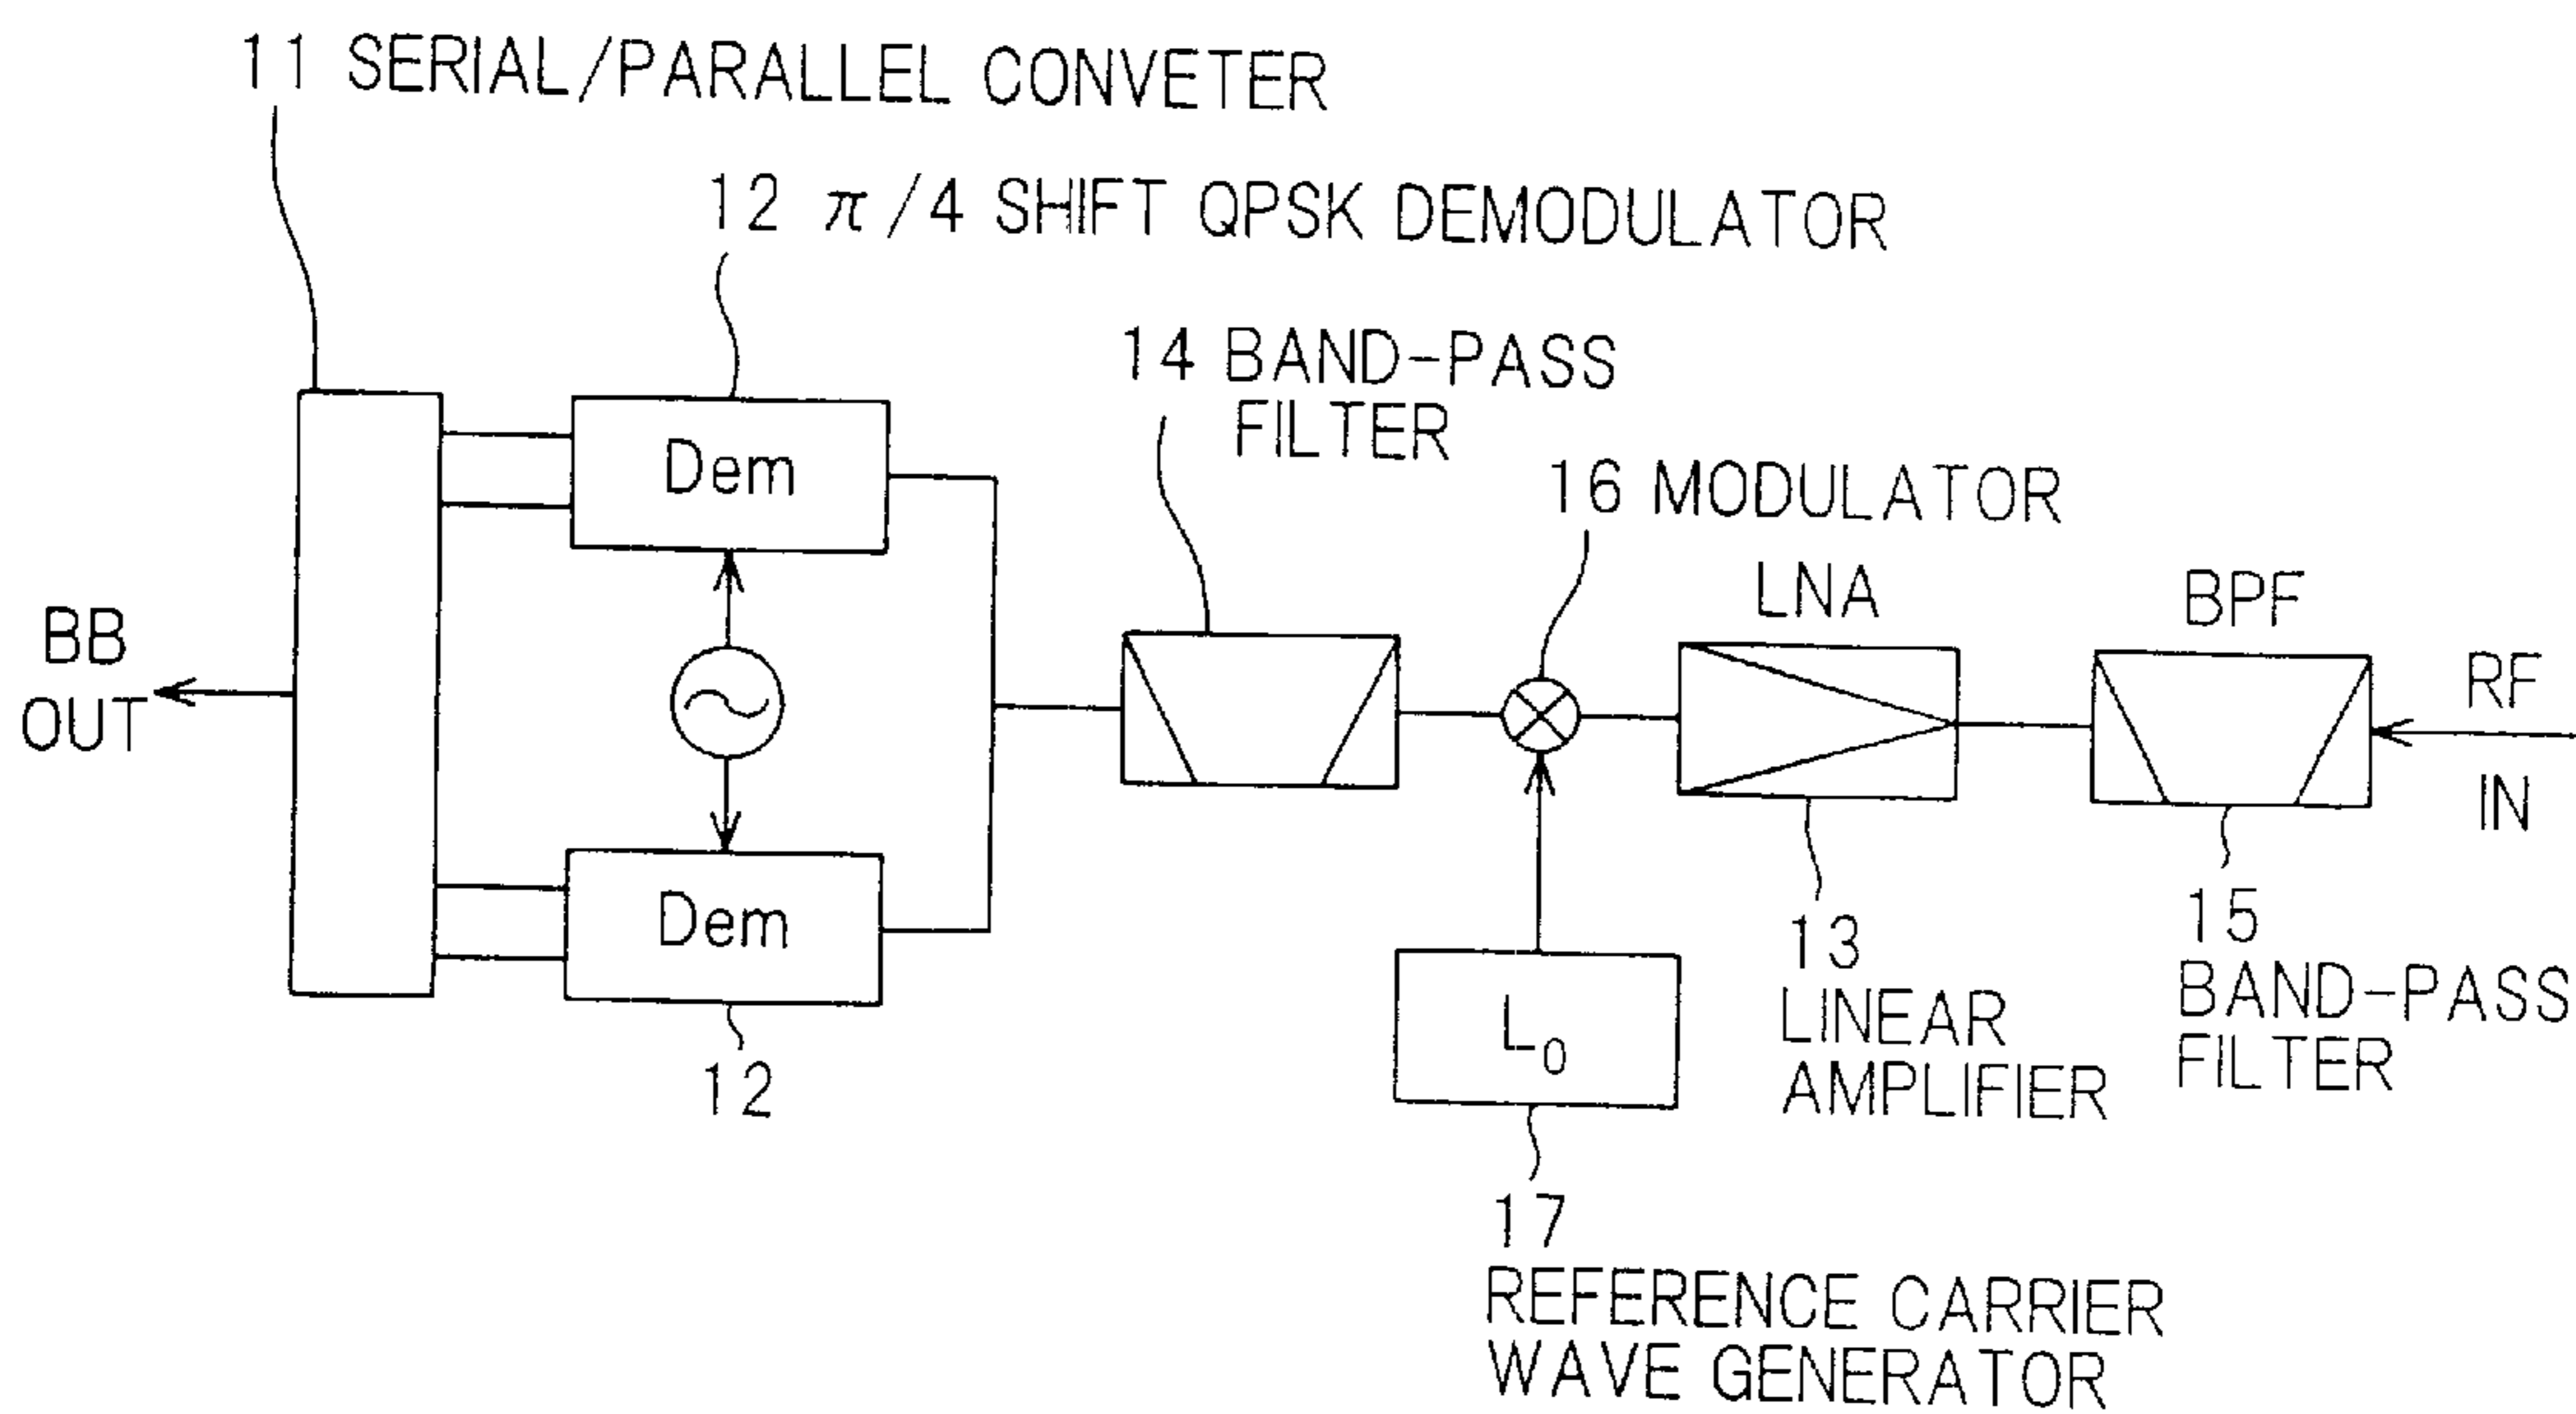 11 SERIAL/PARALLEL CONVETER
12 π/4 SHIFT QPSK DEMODULATOR
14 BAND-PASS
FILTER
16 MODULATOR
Dem
LNA
BPF
BB
OUT
RF
IN
Dem
12
L0
13
LINEAR
AMPLIFIER
15
BAND-PASS
FILTER
17
REFERENCE CARRIER
WAVE GENERATOR